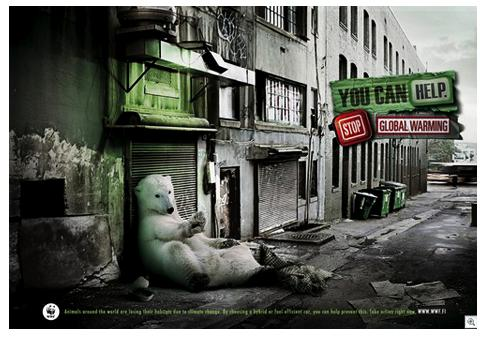 YOU CAN HELP.
STOP GLOBAL WARMING
Animals around the world are losing their habitats due to climate change. By choosing a hybrid or fuel efficient car, you can help prevent this. Take action right now. WWW.WWF.FI
WWF